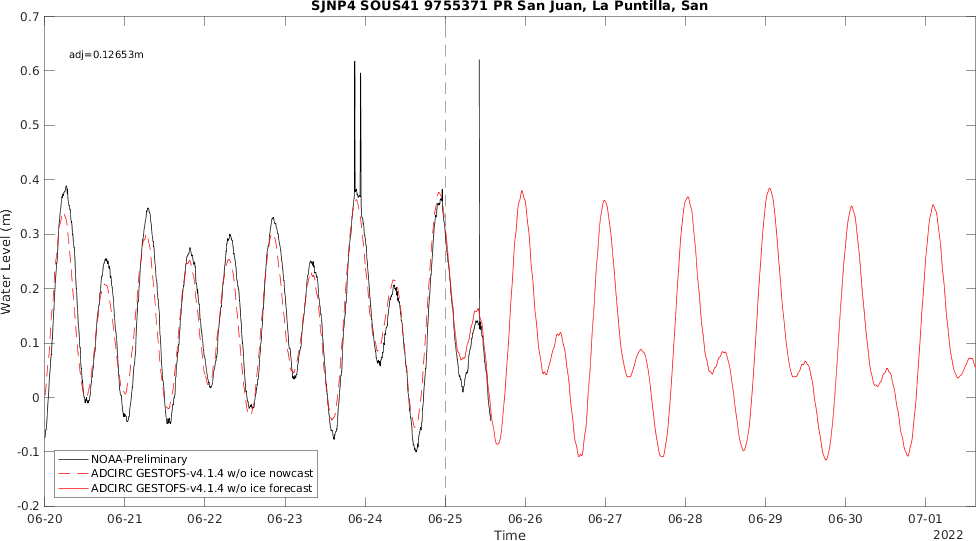 SJNP4 SOUS41 9755371 PR San Juan, La Puntilla, San
adj=0.12653m
Water Level (m)
0.7
0.6
0.5
0.4
0.3
0.2
0.1
0
-0.1
-0.2
NOAA-Preliminary
ADCIRC GESTOFS-v4.1.4 w/o ice nowcast
ADCIRC GESTOFS-v4.1.4 w/o ice forecast
06-20 06-21 06-22 06-23 06-24 06-25 06-26 06-27 06-28 06-29 06-30 07-01
Time
2022